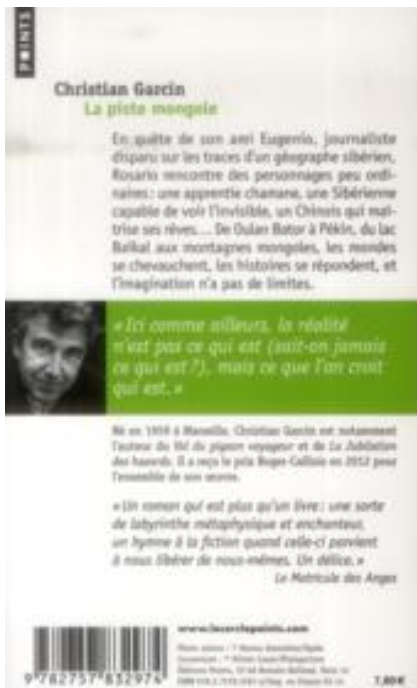 POINTS
Christian Garcin
La piste mongole
En quête de son ami Eugenio, journaliste
disparu sur les traces d'un géographe sibérien,
Rosario rencontre des personnages peu ordi-
naires : une apprentie chamane, une Sibérienne
capable de voir l'invisible, un Chinois qui maî-
trise ses rêves... De Oulan Bator à Pékin, du lac
Baïkal aux montagnes mongoles, les mondes
se chevauchent, les histoires se répondent, et
l'imagination n'a pas de limites.
« Ici comme ailleurs, la réalité
n'est pas ce qui est (sait-on jamais
ce qui est ?), mais ce que l'on croit
qui est. »
Né en 1959 à Marseille, Christian Garcin est notamment
l'auteur du Vol du pigeon voyageur et de La Jubilation
des hasards. Il a reçu le prix Roger-Caillois en 2012 pour
l'ensemble de son œuvre.
« Un roman qui est plus qu'un livre : une sorte
de labyrinthe métaphysique et enchanteur,
un hymne à la fiction quand celle-ci parvient
à nous libérer de nous-mêmes. Un délice. »
Le Matricule des Anges
www.lecerclepoints.com
9782757832974
7,80€